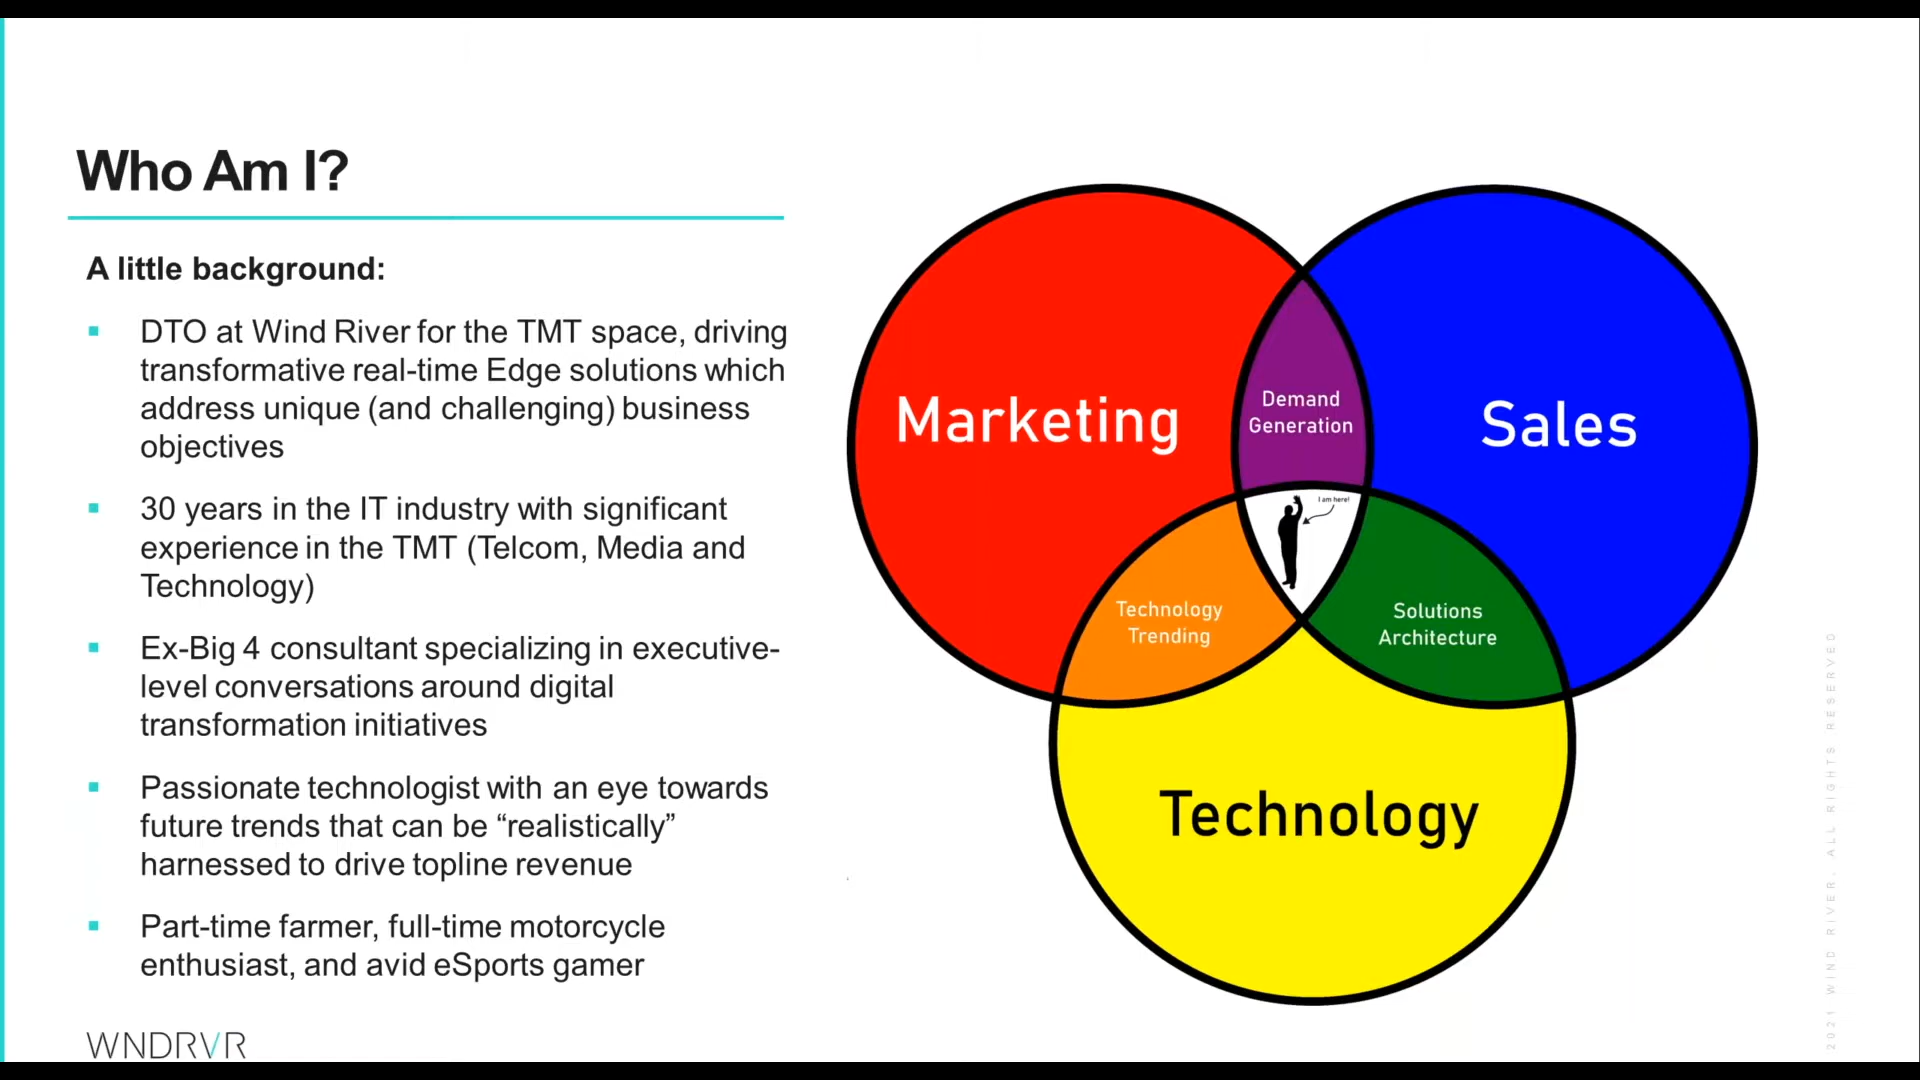 Who Am I?
A little background:
DTO at Wind River for the TMT space, driving
transformative real-time Edge solutions which
address unique (and challenging) business
objectives
30 years in the IT industry with significant
experience in the TMT (Telcom, Media and
Technology)
Ex-Big 4 consultant specializing in executive-
level conversations around digital
transformation initiatives
Passionate technologist with an eye towards
future trends that can be “realistically”
harnessed to drive topline revenue
Part-time farmer, full-time motorcycle
enthusiast, and avid eSports gamer
WNDRVR
Marketing
Demand
Generation
Sales
I am here!
Technology
Trending
Solutions
Architecture
Technology
2021 WIND RIVER. ALL RIGHTS RESERVED